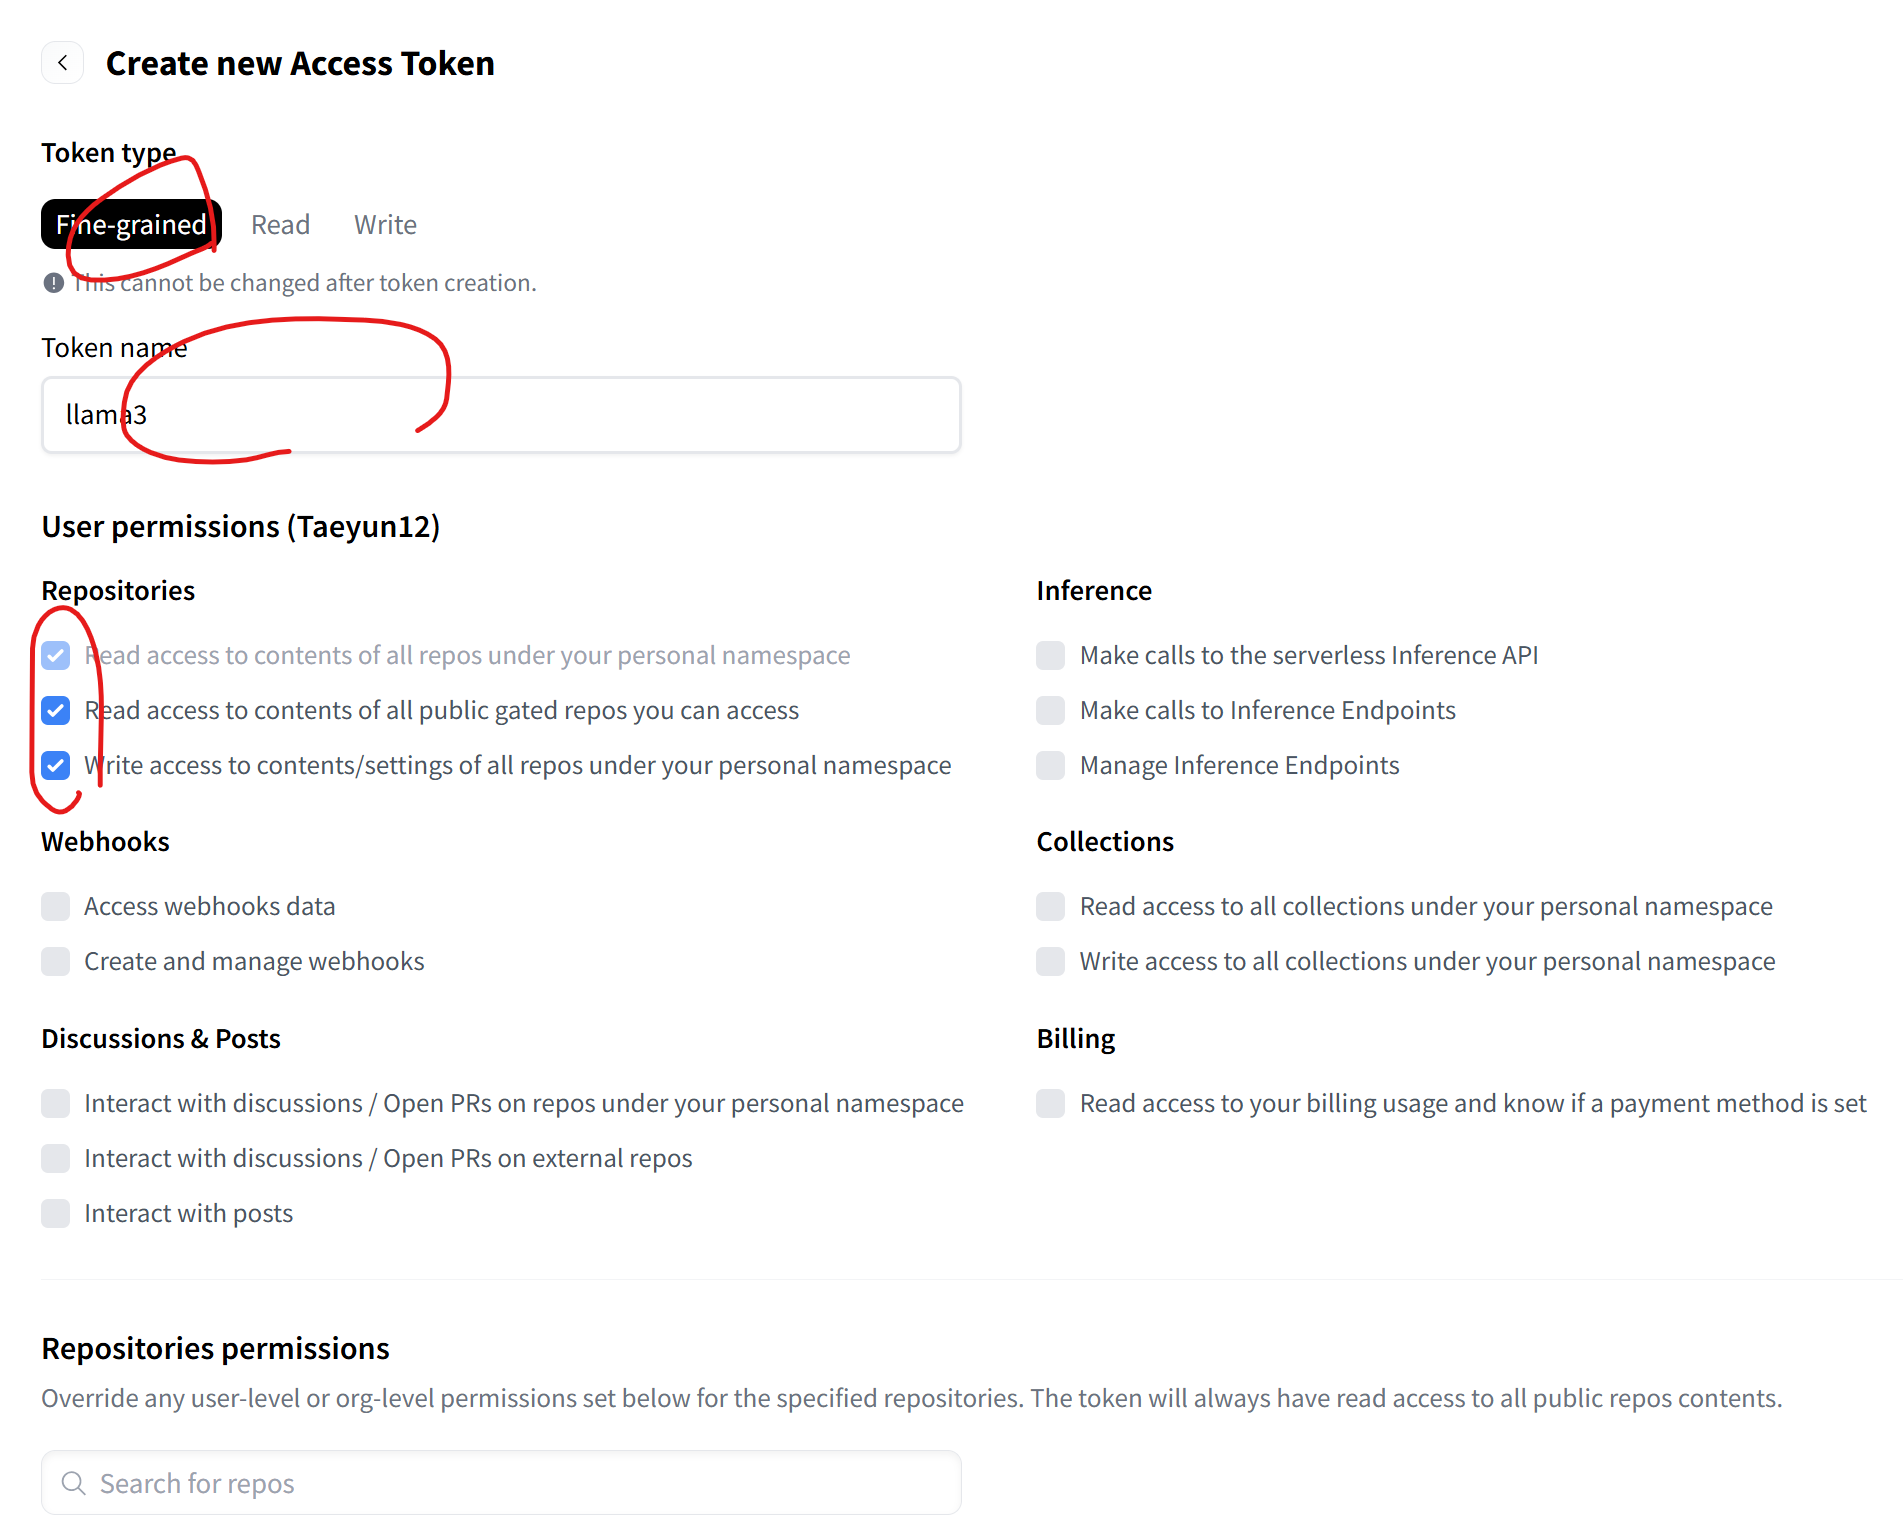 Create new Access Token
Token type
Fine-grained Read Write
This cannot be changed after token creation.
Token name
llama3
User permissions (Taeyun12)
Repositories
Read access to contents of all repos under your personal namespace
Read access to contents of all public gated repos you can access
Write access to contents/settings of all repos under your personal namespace
Inference
Make calls to the serverless Inference API
Make calls to Inference Endpoints
Manage Inference Endpoints
Webhooks
Access webhooks data
Create and manage webhooks
Collections
Read access to all collections under your personal namespace
Write access to all collections under your personal namespace
Discussions & Posts
Interact with discussions / Open PRs on repos under your personal namespace
Interact with discussions / Open PRs on external repos
Interact with posts
Billing
Read access to your billing usage and know if a payment method is set
Repositories permissions
Override any user-level or org-level permissions set below for the specified repositories. The token will always have read access to all public repos contents.
Search for repos